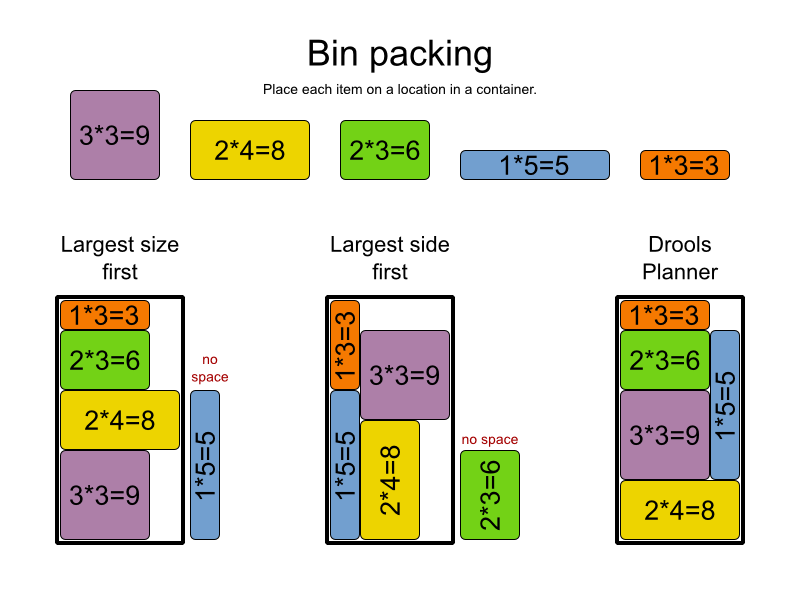 Bin packing
Place each item on a location in a container.
3*3=9
2*4=8
2*3=6
1*5=5
1*3=3
Largest size
first
1*3=3
2*3=6
2*4=8
3*3=9
no
space
1*5=5
Largest side
first
1*3=3
3*3=9
1*5=5
2*4=8
no space
2*3=6
Drools
Planner
1*3=3
2*3=6
1*5=5
3*3=9
2*4=8